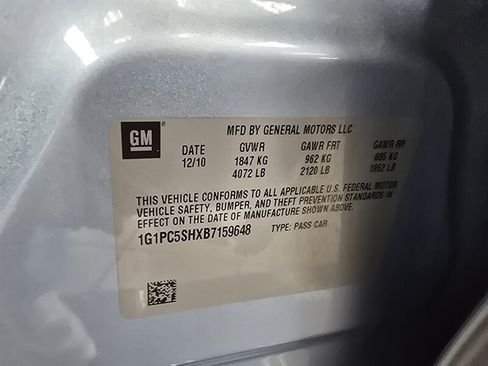 GM
MFD BY GENERAL MOTORS LLC
DATE GVWR GAWR FRT GAWR RR
12/10 1847 KG 962 KG 885 KG
4072 LB 2120 LB 1952 LB
THIS VEHICLE CONFORMS TO ALL APPLICABLE U.S. FEDERAL MOTOR
VEHICLE SAFETY, BUMPER, AND THEFT PREVENTION STANDARDS IN
EFFECT ON THE DATE OF MANUFACTURE SHOWN ABOVE.
1G1PC5SHXB7159648 TYPE: PASS CAR